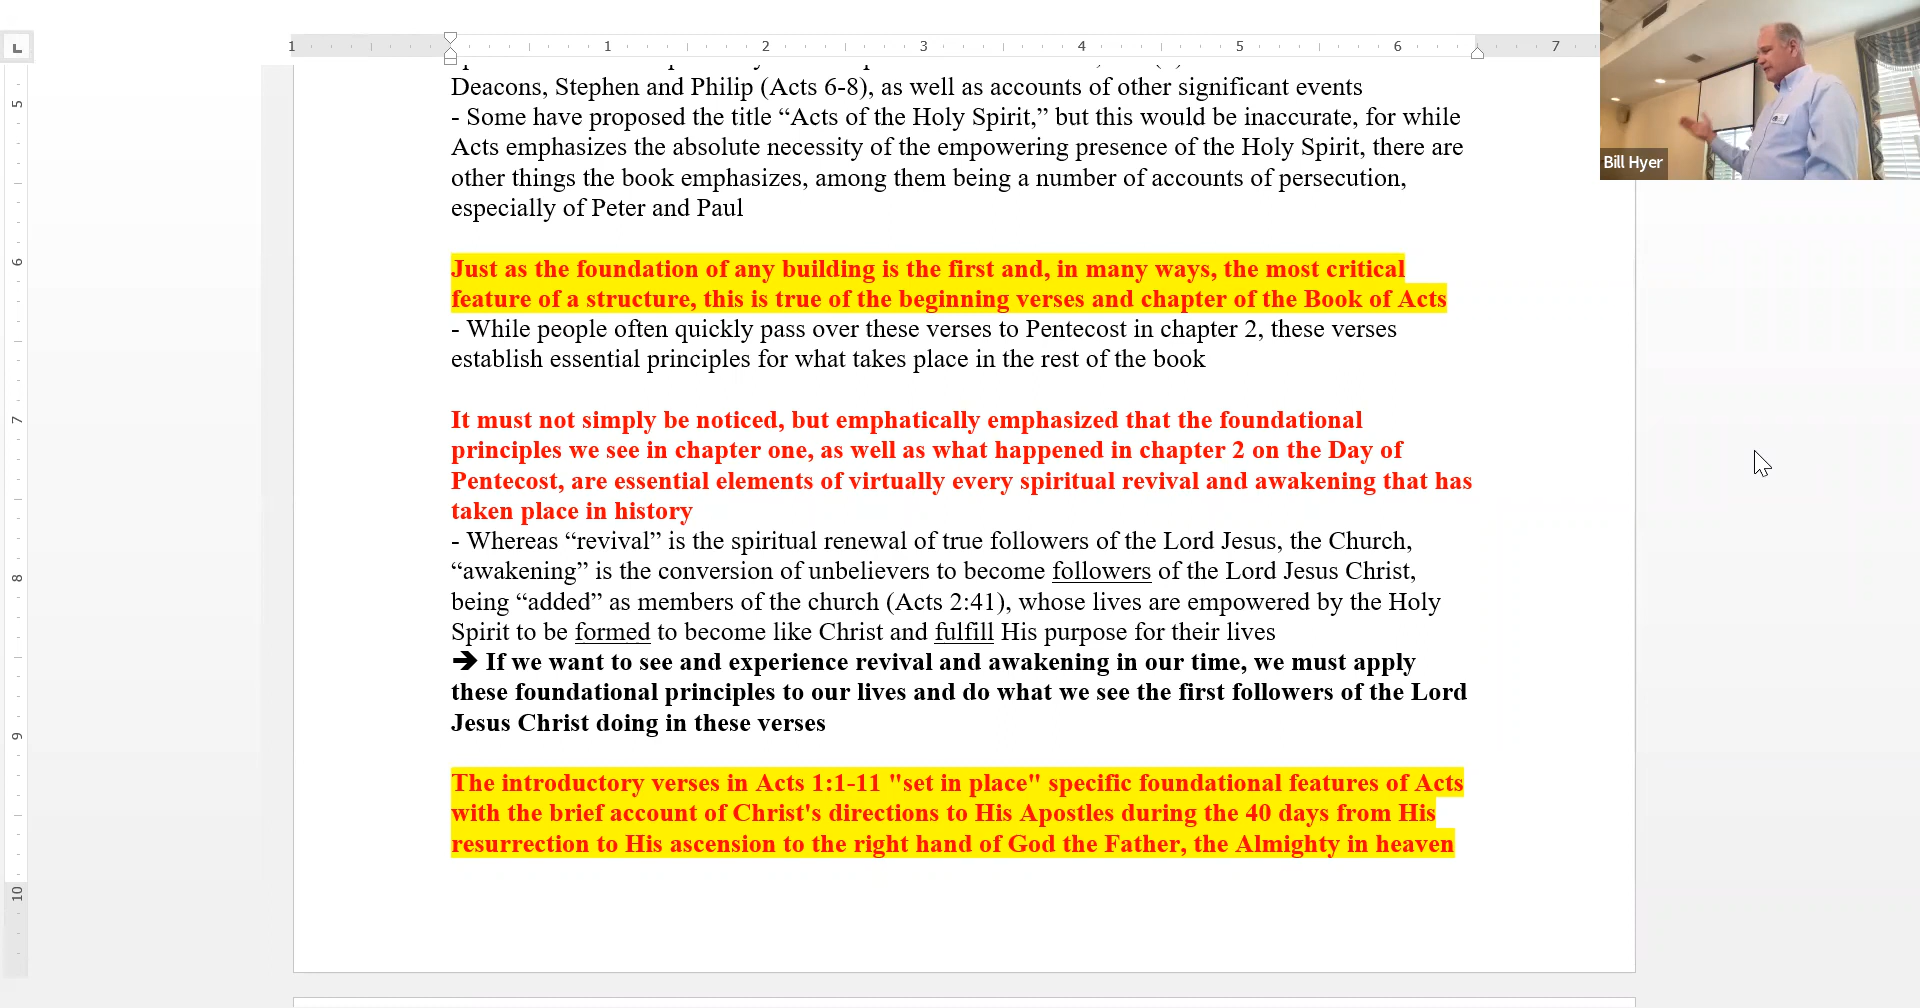 1 1 2 3 4 5 6 7
Deacons, Stephen and Philip (Acts 6-8), as well as accounts of other significant events
- Some have proposed the title “Acts of the Holy Spirit,” but this would be inaccurate, for while
Acts emphasizes the absolute necessity of the empowering presence of the Holy Spirit, there are
other things the book emphasizes, among them being a number of accounts of persecution,
especially of Peter and Paul
Just as the foundation of any building is the first and, in many ways, the most critical
feature of a structure, this is true of the beginning verses and chapter of the Book of Acts
- While people often quickly pass over these verses to Pentecost in chapter 2, these verses
establish essential principles for what takes place in the rest of the book
It must not simply be noticed, but emphatically emphasized that the foundational
principles we see in chapter one, as well as what happened in chapter 2 on the Day of
Pentecost, are essential elements of virtually every spiritual revival and awakening that has
taken place in history
- Whereas “revival” is the spiritual renewal of true followers of the Lord Jesus, the Church,
“awakening” is the conversion of unbelievers to become followers of the Lord Jesus Christ,
being “added” as members of the church (Acts 2:41), whose lives are empowered by the Holy
Spirit to be formed to become like Christ and fulfill His purpose for their lives
➔ If we want to see and experience revival and awakening in our time, we must apply
these foundational principles to our lives and do what we see the first followers of the Lord
Jesus Christ doing in these verses
The introductory verses in Acts 1:1-11 "set in place" specific foundational features of Acts
with the brief account of Christ's directions to His Apostles during the 40 days from His
resurrection to His ascension to the right hand of God the Father, the Almighty in heaven
5
6
7
8
9
10
Bill Hyer